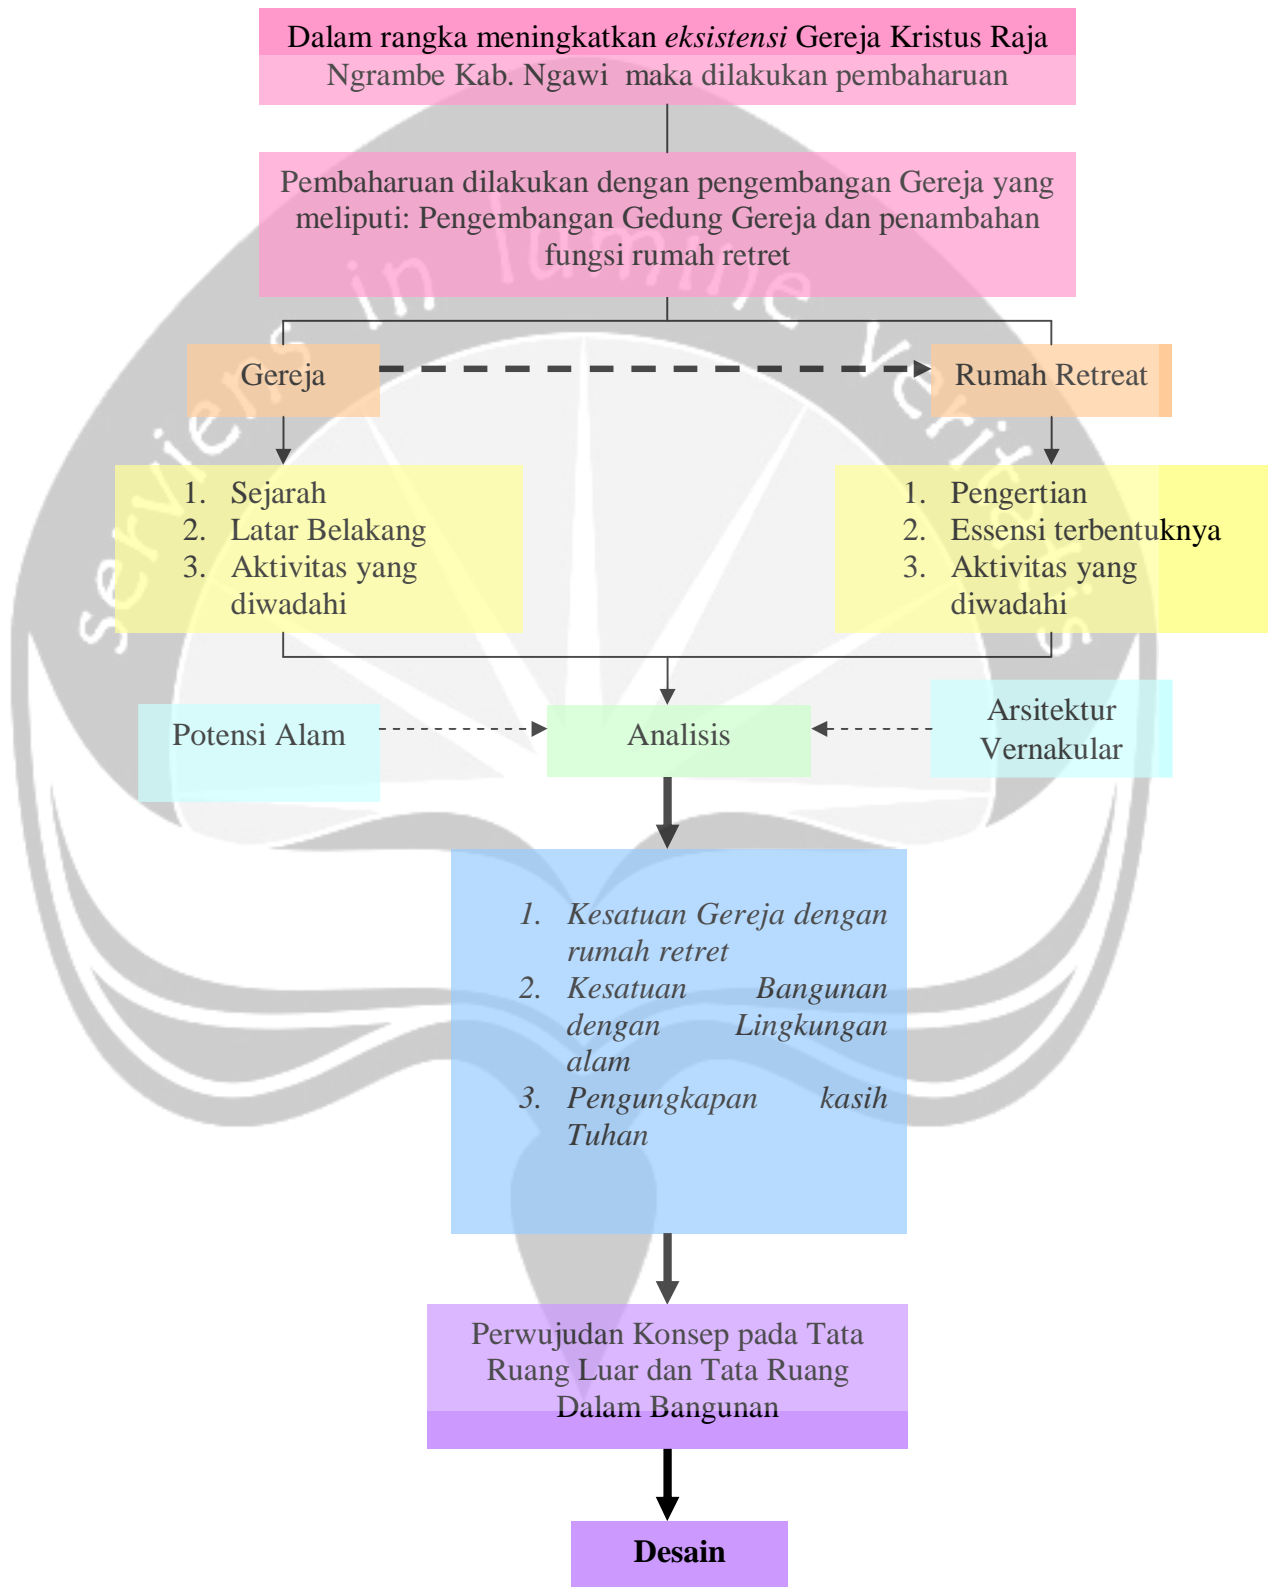 Dalam rangka meningkatkan eksistensi Gereja Kristus Raja
Ngrambe Kab. Ngawi maka dilakukan pembaharuan
Pembaharuan dilakukan dengan pengembangan Gereja yang
meliputi: Pengembangan Gedung Gereja dan penambahan
fungsi rumah retret
serviens in lumine veritatis
Gereja
Rumah Retreat
1. Sejarah
2. Latar Belakang
3. Aktivitas yang
diwadahi
1. Pengertian
2. Essensi terbentuknya
3. Aktivitas yang
diwadahi
Potensi Alam
Analisis
Arsitektur
Vernakular
1. Kesatuan Gereja dengan
rumah retret
2. Kesatuan Bangunan
dengan Lingkungan
alam
3. Pengungkapan kasih
Tuhan
Perwujudan Konsep pada Tata
Ruang Luar dan Tata Ruang
Dalam Bangunan
Desain